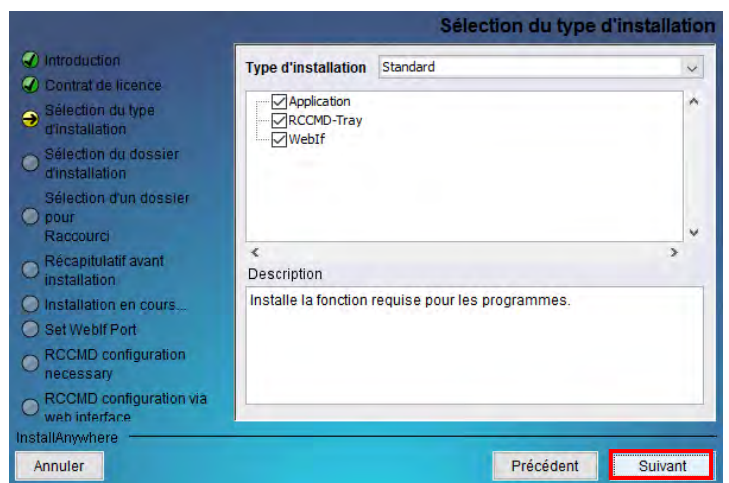 Sélection du type d'installation
Introduction
Contrat de licence
Sélection du type
d'installation
Sélection du dossier
d'installation
Sélection d'un dossier
pour
Raccourci
Récapitulatif avant
installation
Installation en cours...
Set WebIf Port
RCCMD configuration
necessary
RCCMD configuration via
web interface
Type d'installation Standard
Application
RCCMD-Tray
WebIf
Description
Installe la fonction requise pour les programmes.
InstallAnywhere
Annuler
Précédent
Suivant